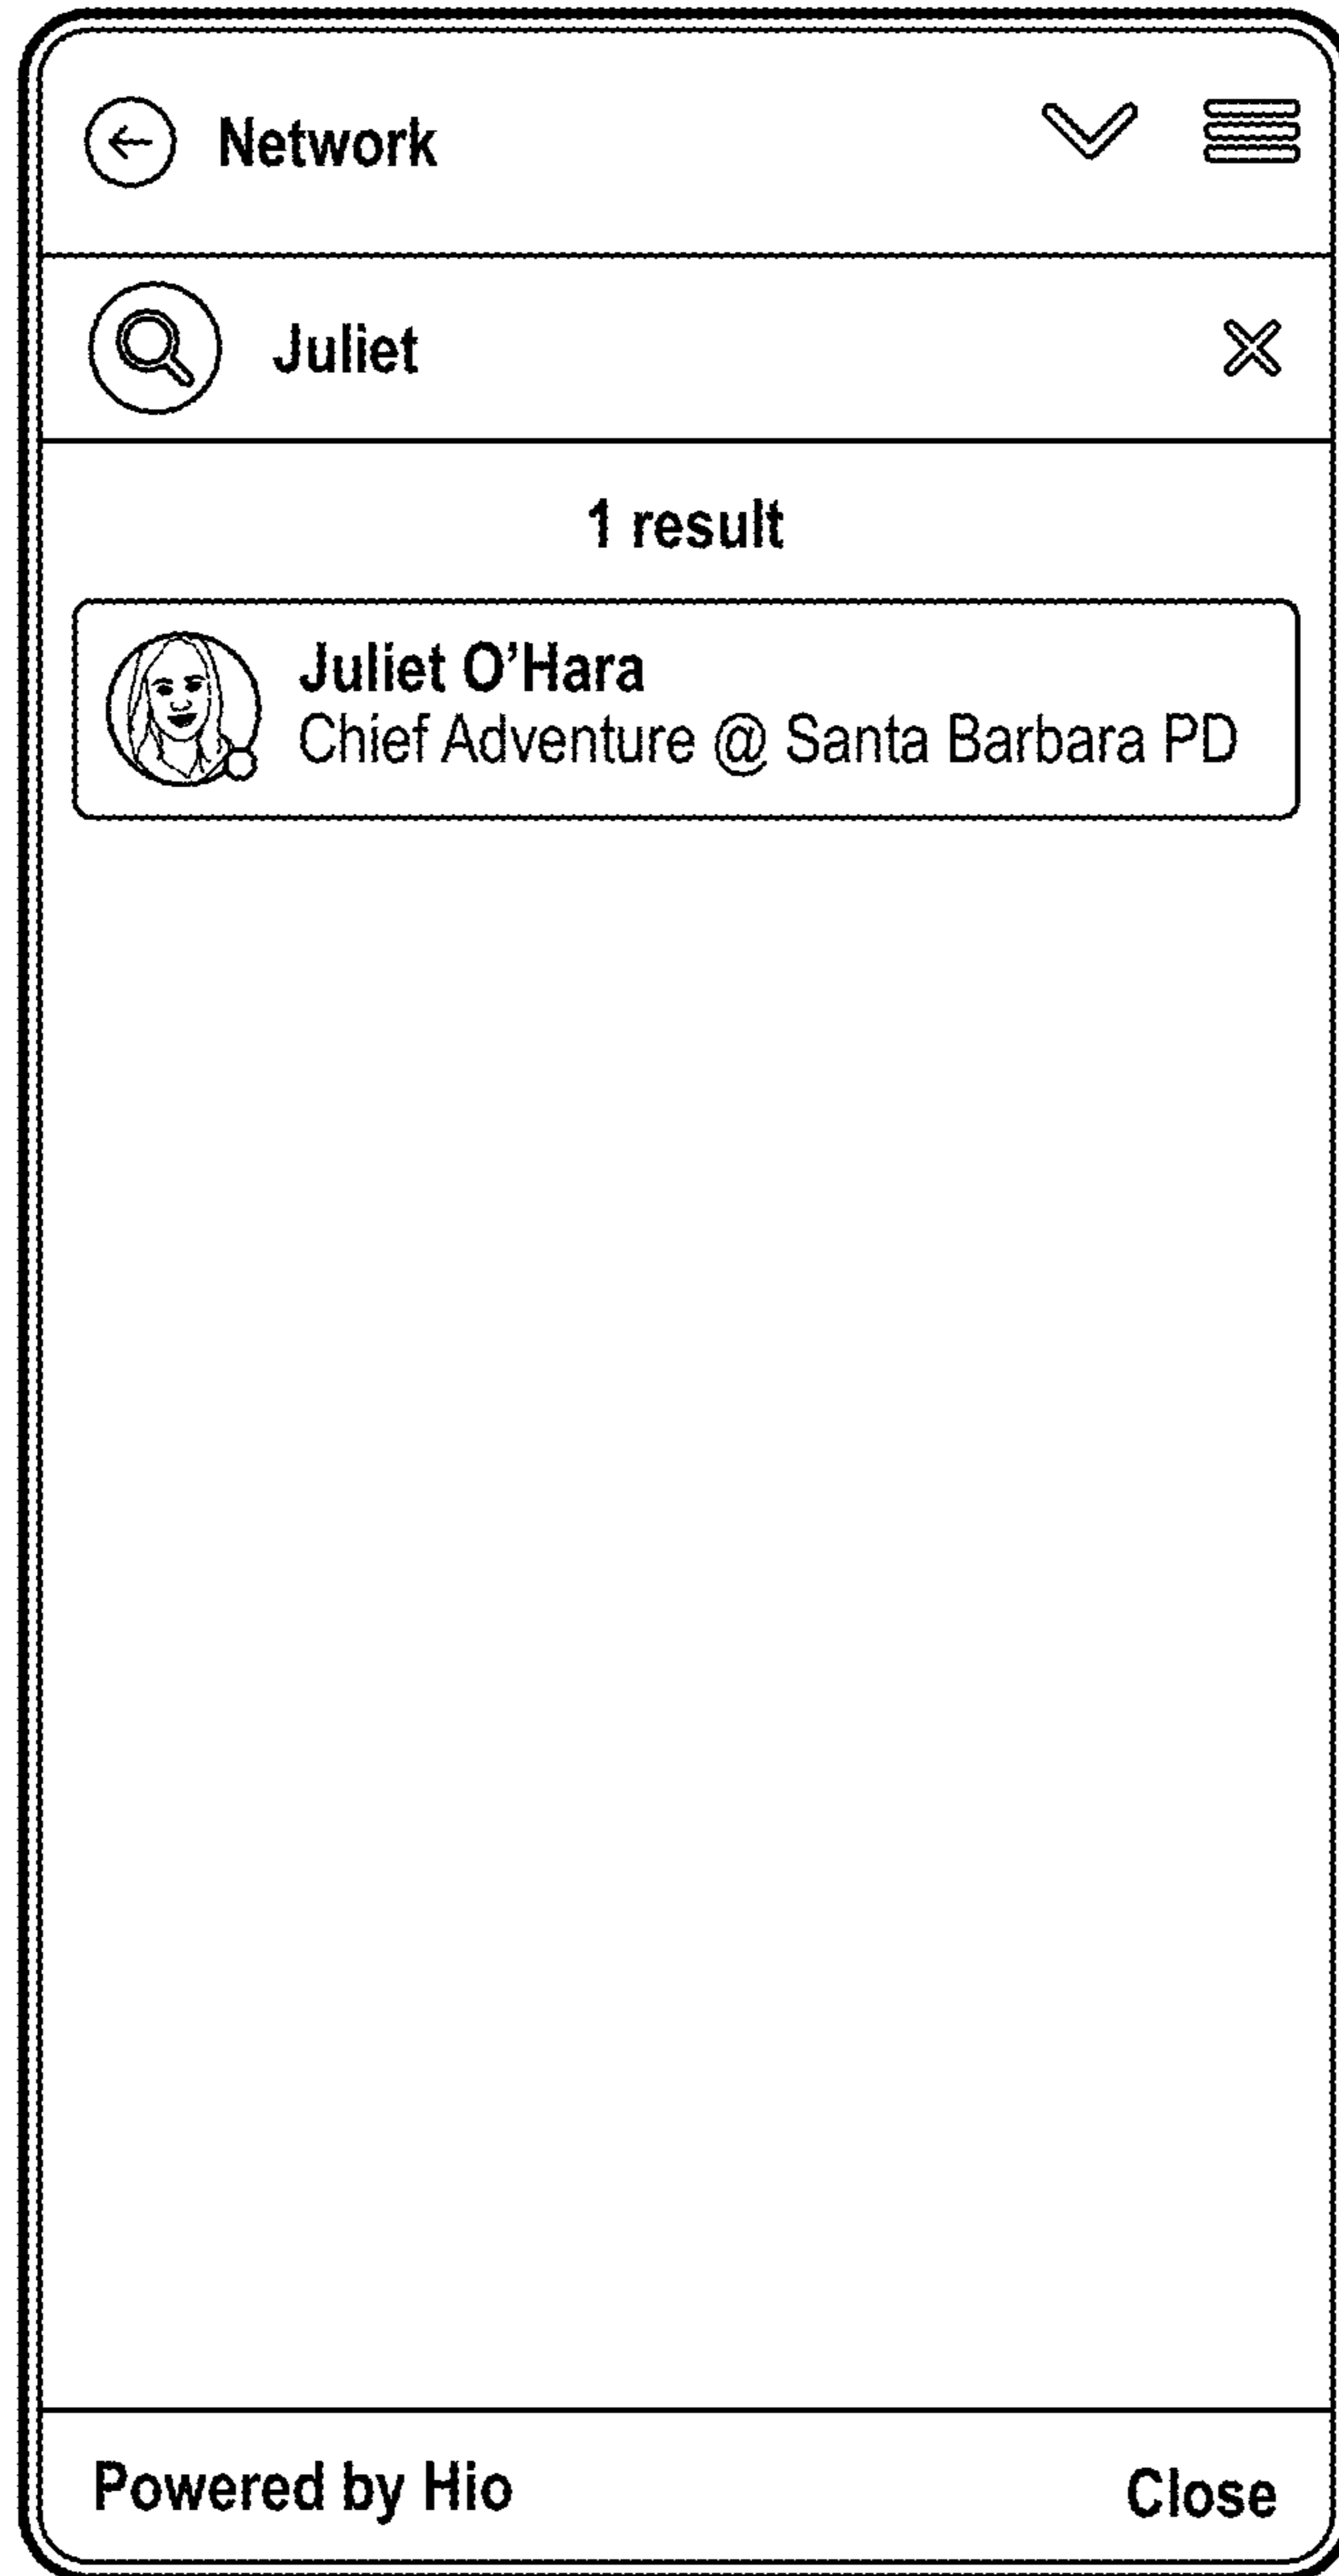 Network
Juliet
1 result
Juliet O'Hara
Chief Adventure @ Santa Barbara PD
Powered by Hio
Close